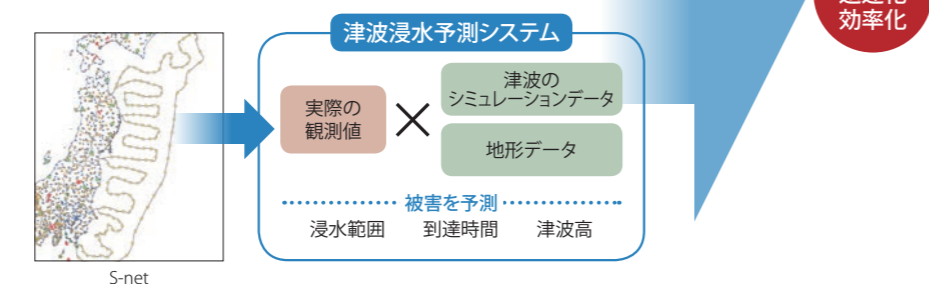 効率化
津波浸水予測システム
実際の
観測値
×
津波の
シミュレーションデータ
地形データ
被害を予測
浸水範囲 到達時間 津波高
S-net